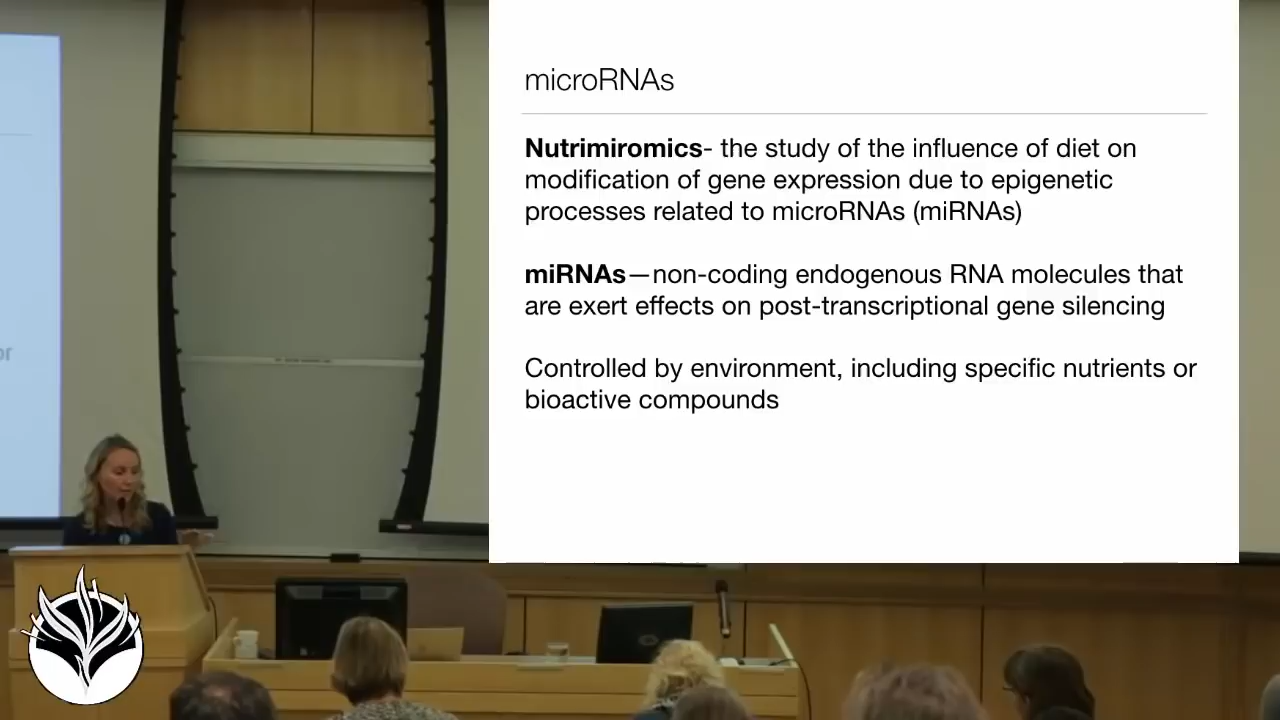 microRNAs
Nutrimiromics- the study of the influence of diet on
modification of gene expression due to epigenetic
processes related to microRNAs (miRNAs)
miRNAs—non-coding endogenous RNA molecules that
are exert effects on post-transcriptional gene silencing
Controlled by environment, including specific nutrients or
bioactive compounds
or